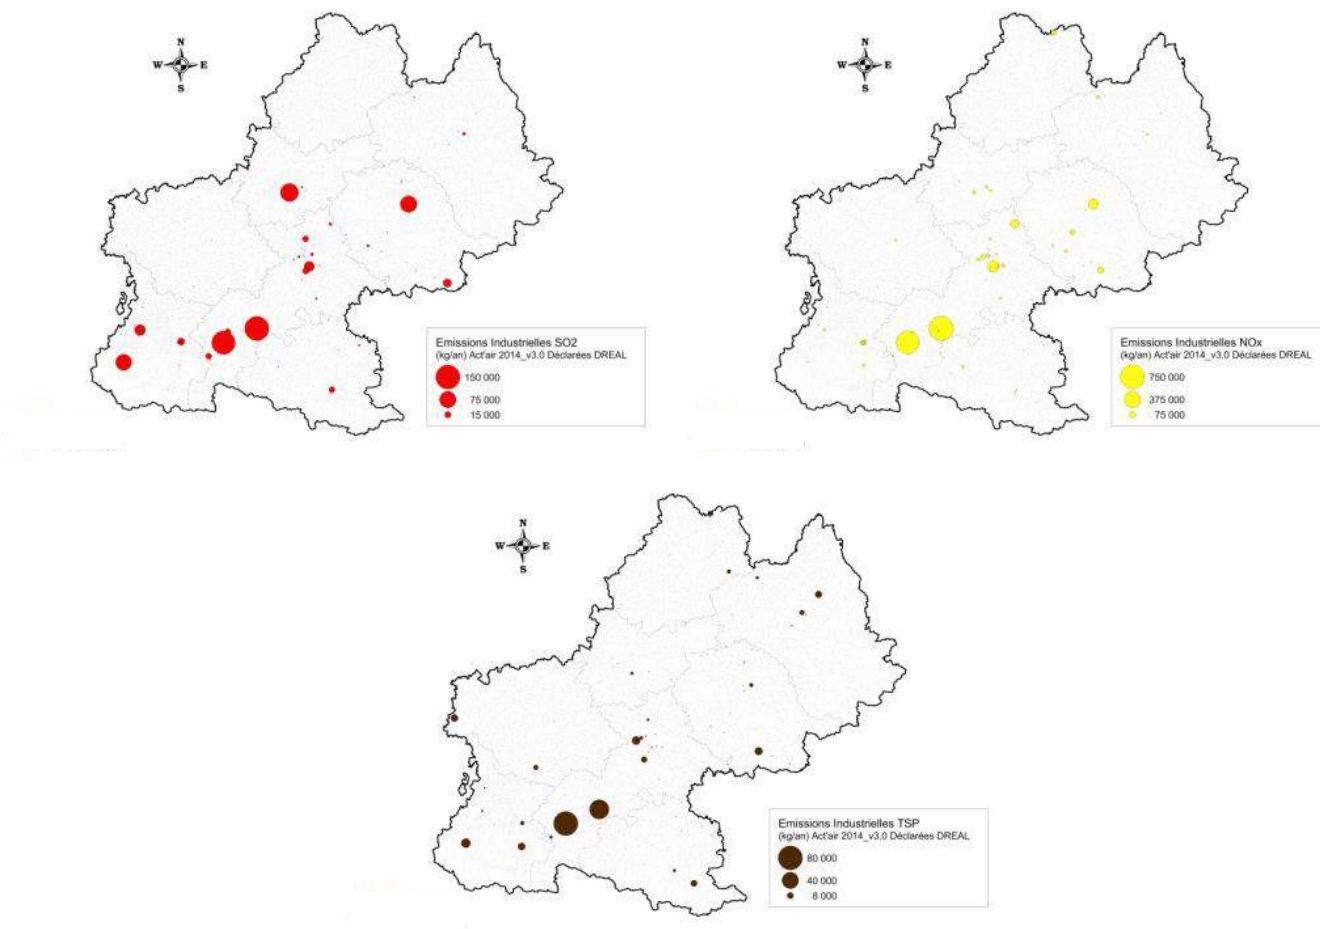 N
W E
S
N
W E
S
Emissions Industrielles SO2
(kg/an) Act'air 2014_v3.0 Déclarées DREAL
150 000
75 000
15 000
Emissions Industrielles NOx
(kg/an) Act'air 2014_v3,0 Déclarées DREAL
750 000
375 000
75 000
N
W E
S
Emissions Industrielles TSP
(kg/an) Act'air 2014_v3,0 Déclarées DREAL
80 000
40 000
8 000